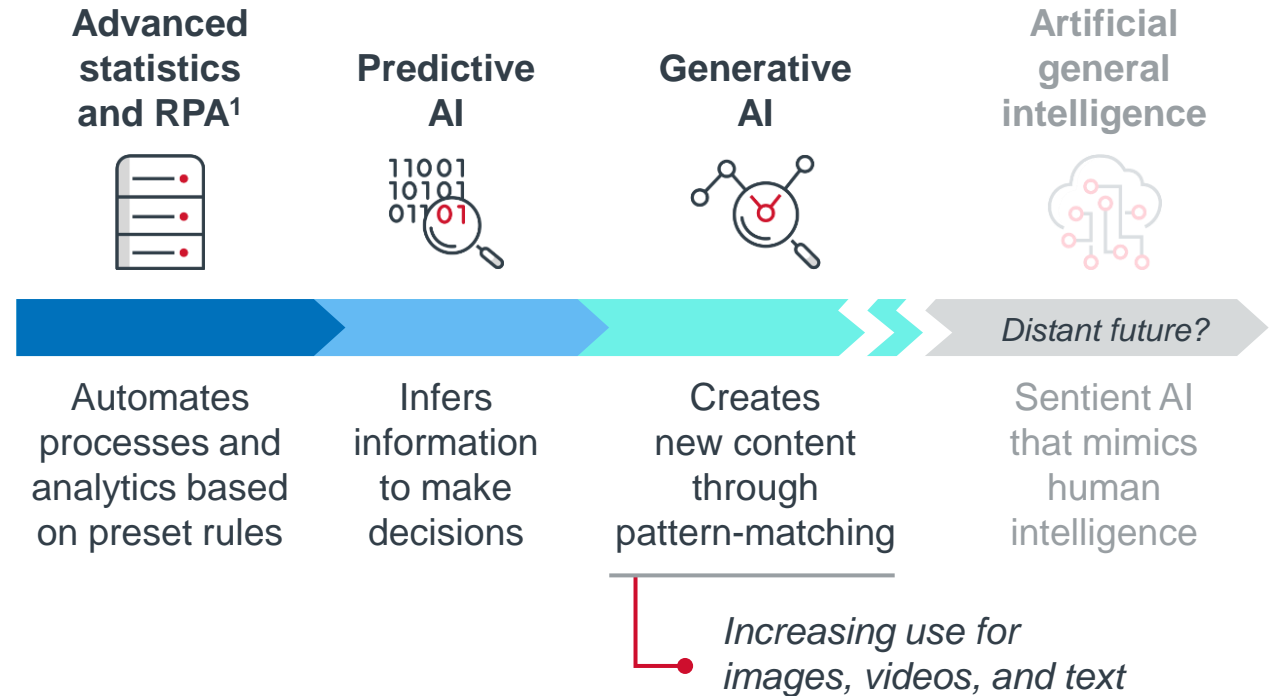 Advanced
statistics
and RPA¹
Predictive
AI
Generative
AI
Artificial
general
intelligence
11001
10101
01101
Distant future?
Automates
processes and
analytics based
on preset rules
Infers
information
to make
decisions
Creates
new content
through
pattern-matching
Sentient AI
that mimics
human
intelligence
Increasing use for
images, videos, and text